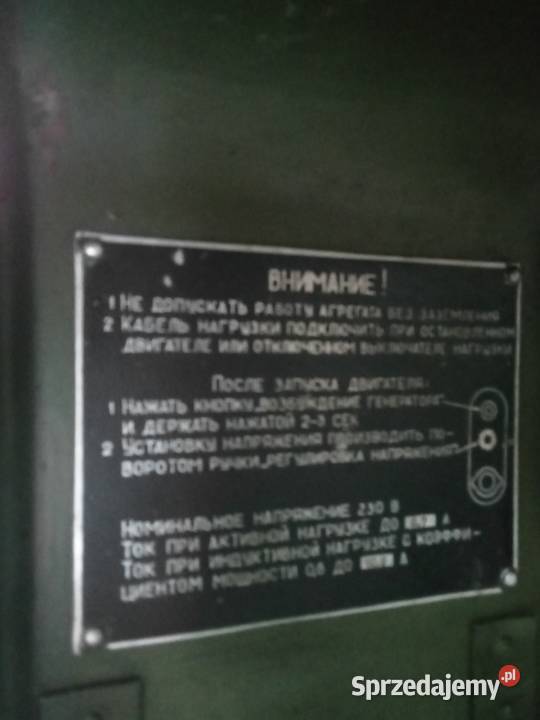 ВНИМАНИЕ!
1 НЕ ДОПУСКАТЬ РАБОТУ АГРЕГАТА БЕЗ ЗАЗЕМЛЕНИЯ
2 КАБЕЛЬ НАГРУЗКИ ПОДКЛЮЧИТЬ ПРИ ОСТАНОВЛЕННОМ
ДВИГАТЕЛЕ ИЛИ ОТКЛЮЧЕННОМ ВЫКЛЮЧАТЕЛЕ НАГРУЗКИ
ПОСЛЕ ЗАПУСКА ДВИГАТЕЛЯ:
1 НАЖАТЬ КНОПКУ „ВОЗБУЖДЕНИЕ ГЕНЕРАТОРА"
И ДЕРЖАТЬ НАЖАТОЙ 2-3 СЕК
2 УСТАНОВКУ НАПРЯЖЕНИЯ ПРОИЗВОДИТЬ ПО-
ВОРОТОМ РУЧКИ „РЕГУЛИРОВКА НАПРЯЖЕНИЯ"
НОМИНАЛЬНОЕ НАПРЯЖЕНИЕ 230 В
ТОК ПРИ АКТИВНОЙ НАГРУЗКЕ ДО А
ТОК ПРИ ИНДУКТИВНОЙ НАГРУЗКЕ С КОЭФФИ-
ЦИЕНТОМ МОЩНОСТИ 0,8 ДО А
Sprzedajemy.pl